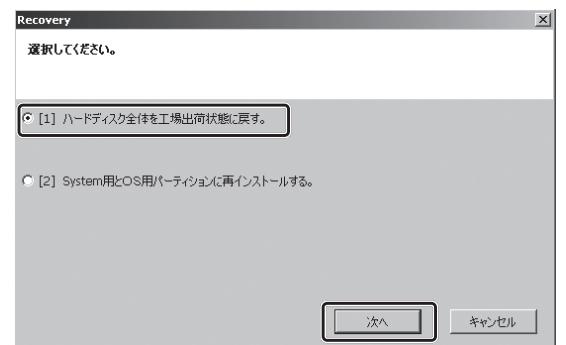 Recovery
選択してください。
[1] ハードディスク全体を工場出荷状態に戻す。
[2] System用とOS用パーティションに再インストールする。
次へ
キャンセル